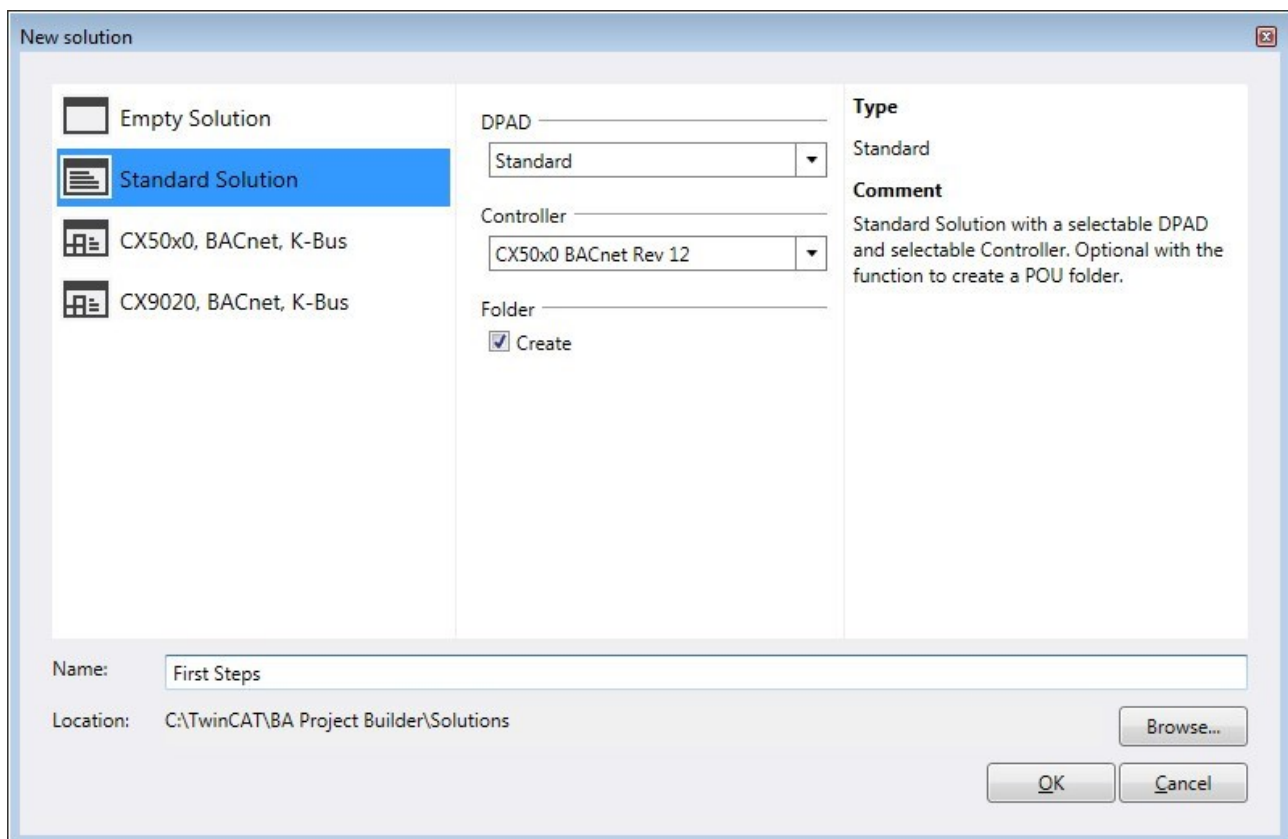 New solution
Empty Solution
Standard Solution
CX50x0, BACnet, K-Bus
CX9020, BACnet, K-Bus
DPAD
Standard
Controller
CX50x0 BACnet Rev 12
Folder
Create
Type
Standard
Comment
Standard Solution with a selectable DPAD
and selectable Controller. Optional with the
function to create a POU folder.
Name:
First Steps
Location:
C:\TwinCAT\BA Project Builder\Solutions
Browse...
OK
Cancel